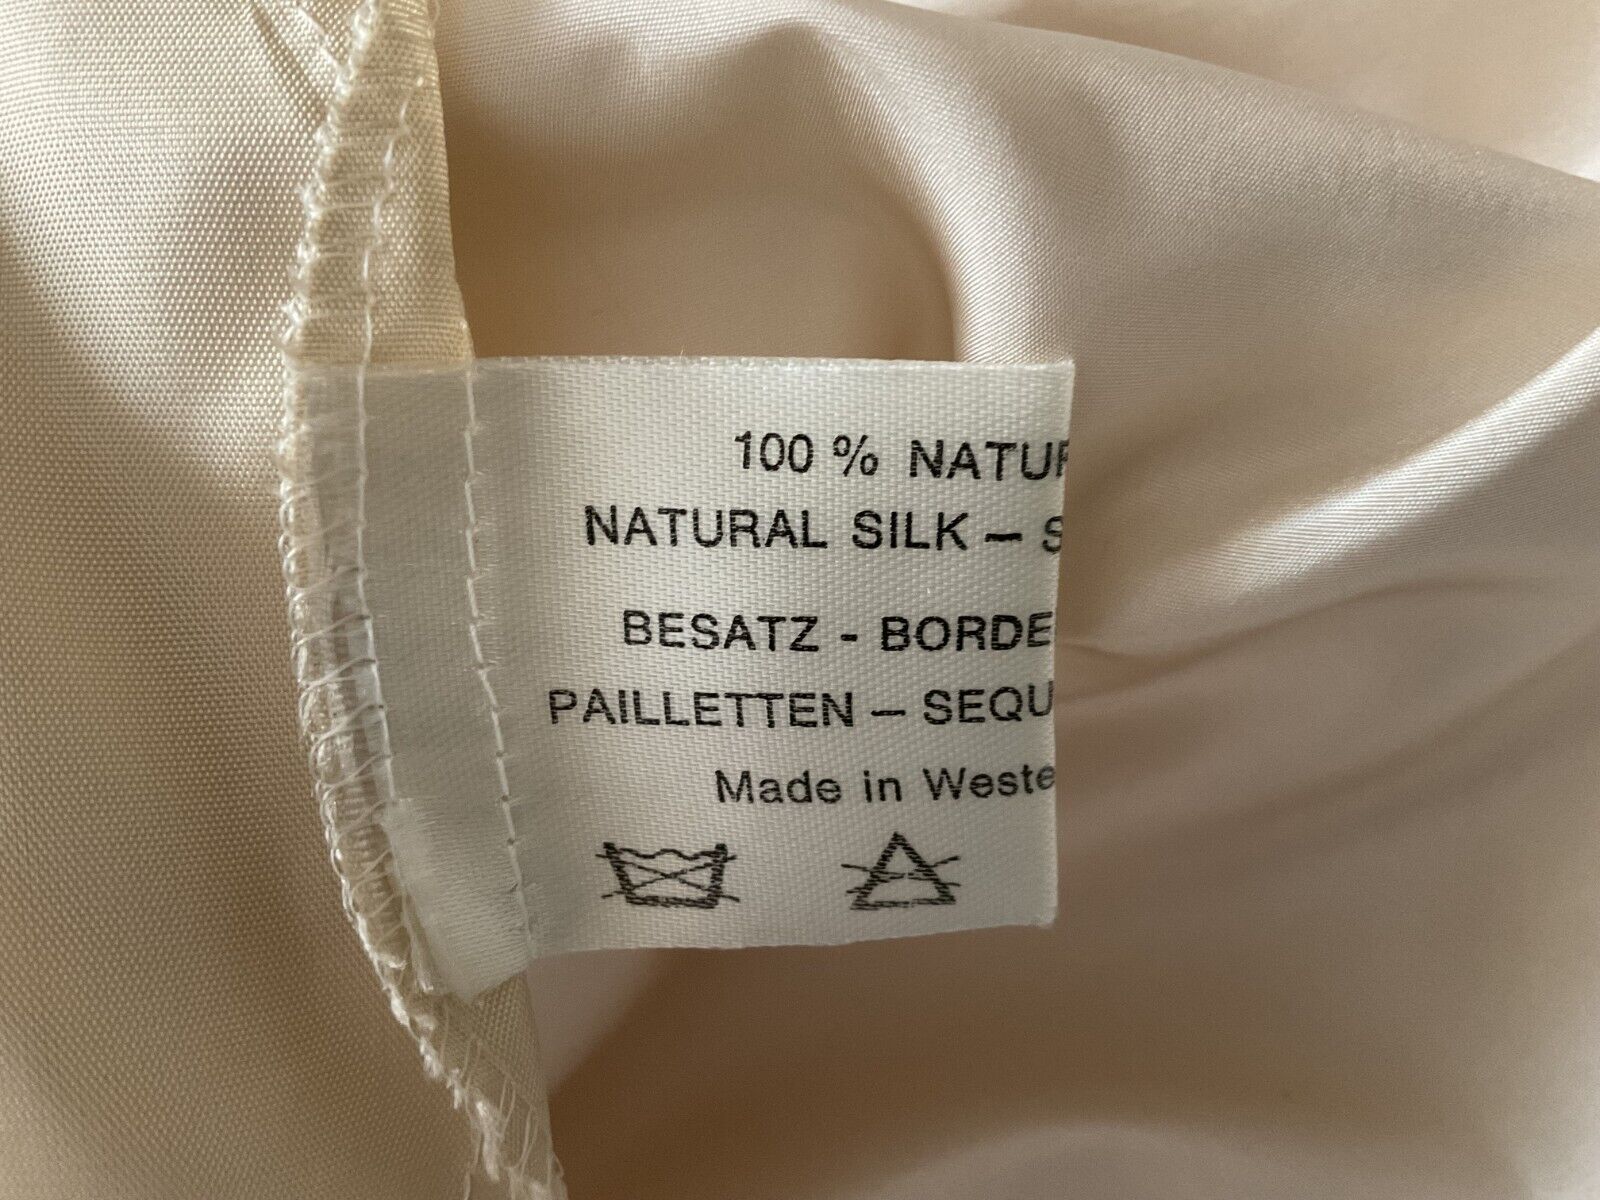 100 % NATUR
NATURAL SILK – S
BESATZ - BORDE
PAILLETTEN – SEQU
Made in Weste